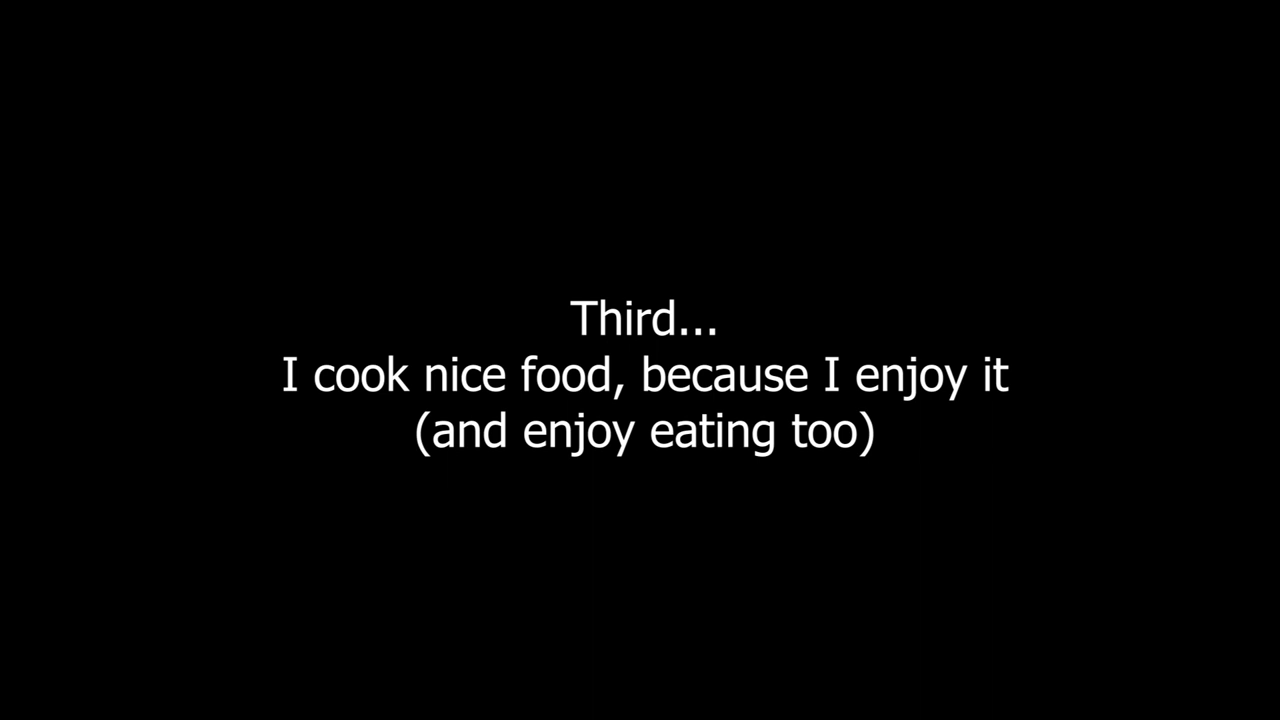 Third...
I cook nice food, because I enjoy it
(and enjoy eating too)